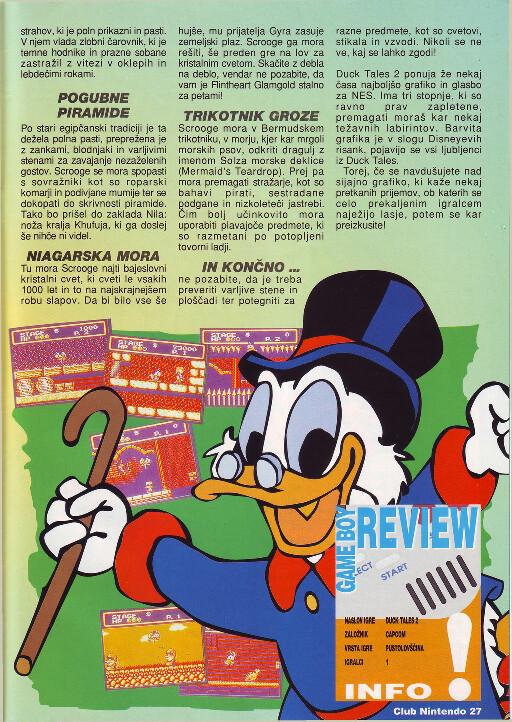 strahov, ki je poln prikazni in pasti.
V njem vlada zlobni čarovnik, ki je
temne hodnike in prazne sobane
zastražil z vitezi v oklepih in
lebdečimi rokami.
POGUBNE
PIRAMIDE
Po stari egipčanski tradiciji je ta
dežela polna pasti, preprežena je
z zankami, blodnjaki in varljivimi
stenami za zavajanje nezaželenih
gostov. Scrooge se mora spopasti
s sovražniki kot so roparski
komarji in podivjane mumije ter se
dokopati do skrivnosti piramide.
Tako bo prišel do zaklada Nila:
noža kralja Khufuja, ki ga doslej
še nihče ni videl.
NIAGARSKA MORA
Tu mora Scrooge najti bajeslovni
kristalni cvet, ki cveti le vsakih
1000 let in to na najskrajnejšem
robu slapov. Da bi bilo vse še
hujše, mu prijatelja Gyra zasuje
zemeljski plaz. Scrooge ga mora
rešiti, še preden gre na lov za
kristalnim cvetom. Skačite z debla
na deblo, vendar ne pozabite, da
vam je Flintheart Glamgold stalno
za petami!
TRIKOTNIK GROZE
Scrooge mora v Bermudskem
trikotniku, v morju, kjer kar mrgoli
morskih psov, odkriti dragulj z
imenom Solza morske deklice
(Mermaid's Teardrop). Prej pa
mora premagati stražarje, kot so
bahavi pirati, sestradane
podgane in nizkoleteči jastrebi.
Čim bolj učinkovito mora
uporabiti plavajoče predmete, ki
so razmetani po potopljeni
tovorni ladji.
IN KONČNO ...
ne pozabite, da je treba
preveriti varljive stene in
ploščadi ter potegniti za
razne predmete, kot so cvetovi,
stikala in vzvodi. Nikoli se ne
ve, kaj se lahko zgodi!
Duck Tales 2 ponuja že nekaj
časa najboljšo grafiko in glasbo
za NES. Ima tri stopnje, ki so
ravno prav zapletene,
premagati moraš kar nekaj
težavnih labirintov. Barvita
grafika je v slogu Disneyevih
risank, pojavijo se vsi ljubljenci
iz Duck Tales.
Torej, če se navdušujete nad
sijajno grafiko, ki kaže nekaj
pretkanih prijemov, ob katerih se
celo prekaljenim igralcem
naježijo lasje, potem se kar
preizkusite!
GAME BOY
REVIEW
ECT
START
NASLOV IGRE DUCK TALES 2
ZALOŽNIK CAPCOM
VRSTA IGRE PUSTOLOVŠČINA
IGRALCI 1
INFO!
Club Nintendo 27